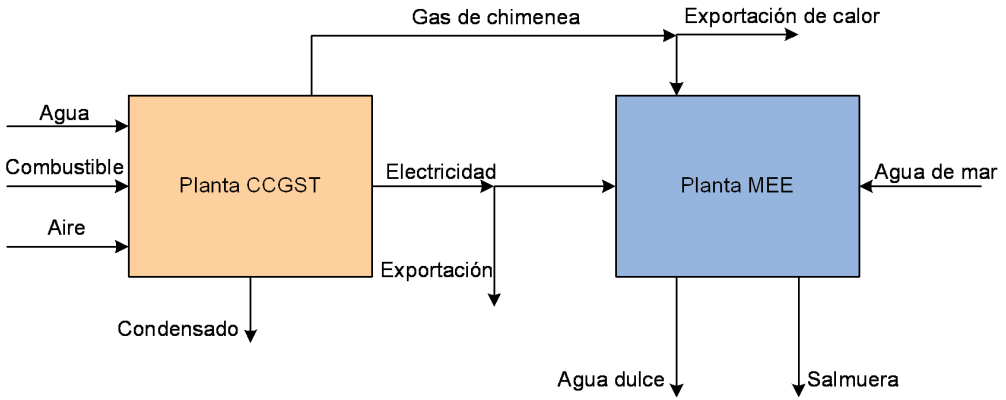 Gas de chimenea
Exportación de calor
Agua
Combustible
Aire
Planta CCGST
Electricidad
Planta MEE
Agua de mar
Exportación
Condensado
Agua dulce
Salmuera